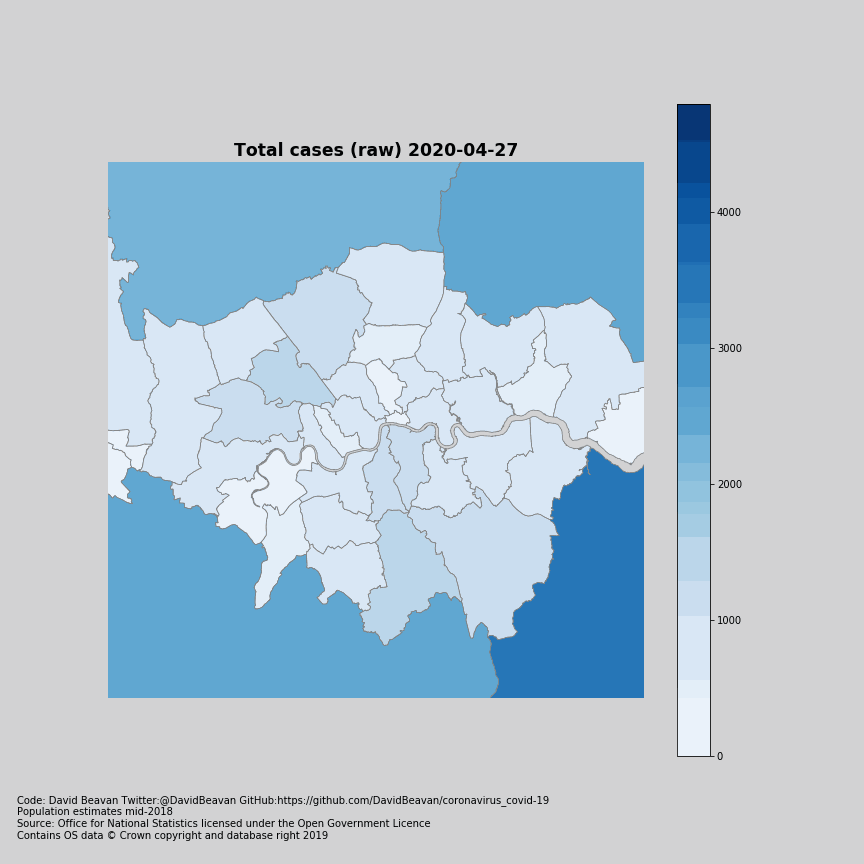 Total cases (raw) 2020-04-27
4000
3000
2000
1000
0
Code: David Beavan Twitter:@DavidBeavan GitHub:https://github.com/DavidBeavan/coronavirus_covid-19
Population estimates mid-2018
Source: Office for National Statistics licensed under the Open Government Licence
Contains OS data © Crown copyright and database right 2019